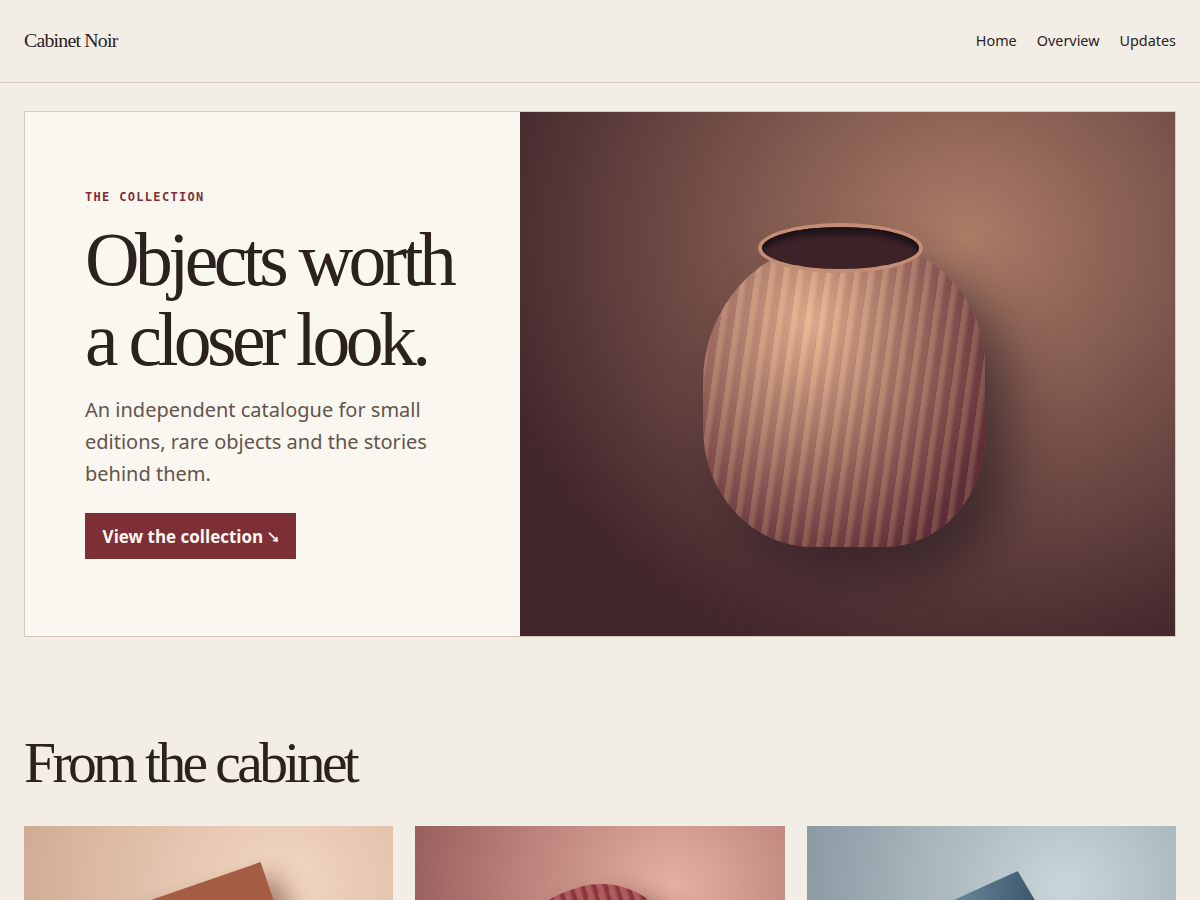 Cabinet Noir
Home Overview Updates
THE COLLECTION
Objects worth
a closer look.
An independent catalogue for small
editions, rare objects and the stories
behind them.
View the collection ↘
From the cabinet